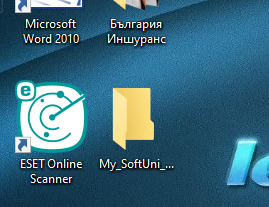 Microsoft
Word 2010
България
Иншуранс
ESET Online
Scanner
My_SoftUni_...